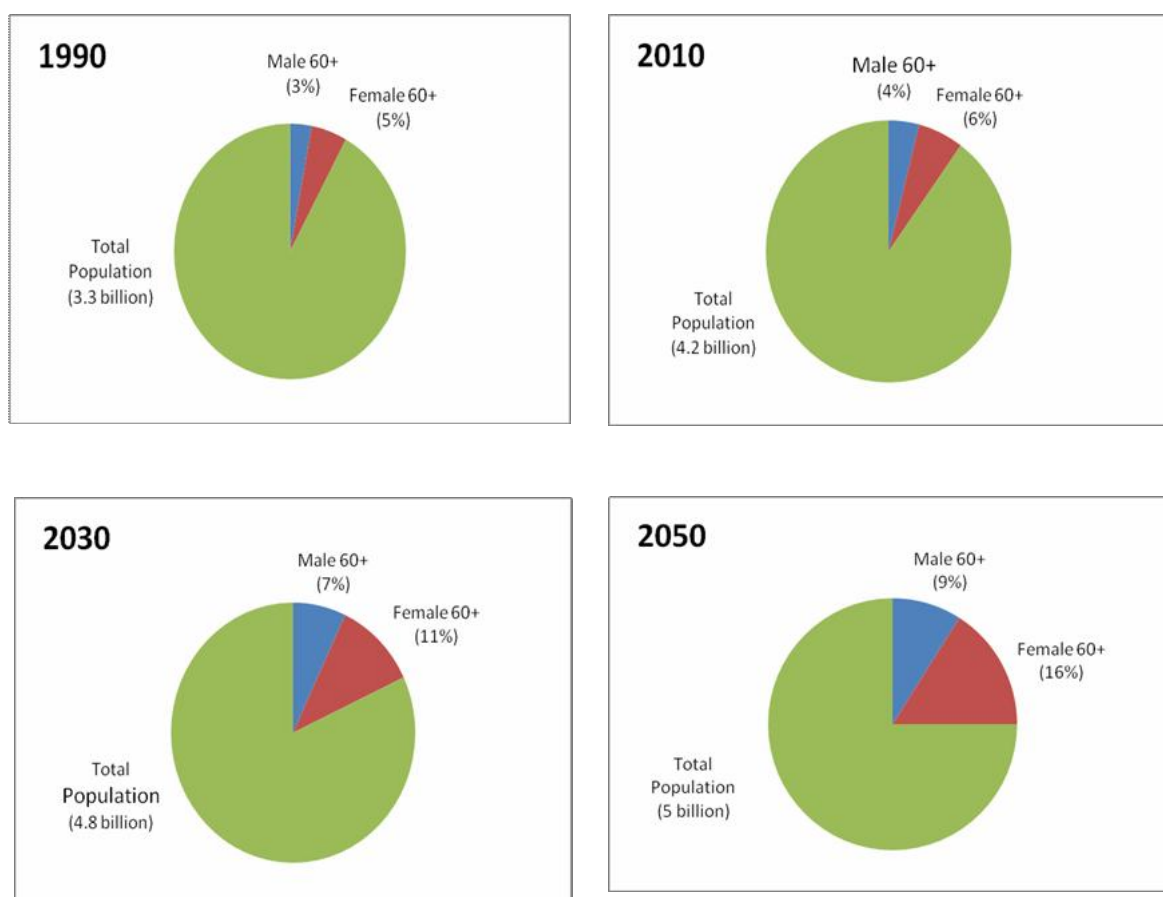 1990
Male 60+
(3%)
Female 60+
(5%)
Total
Population
(3.3 billion)
2010
Male 60+
(4%)
Female 60+
(6%)
Total
Population
(4.2 billion)
2030
Male 60+
(7%)
Female 60+
(11%)
Total
Population
(4.8 billion)
2050
Male 60+
(9%)
Female 60+
(16%)
Total
Population
(5 billion)